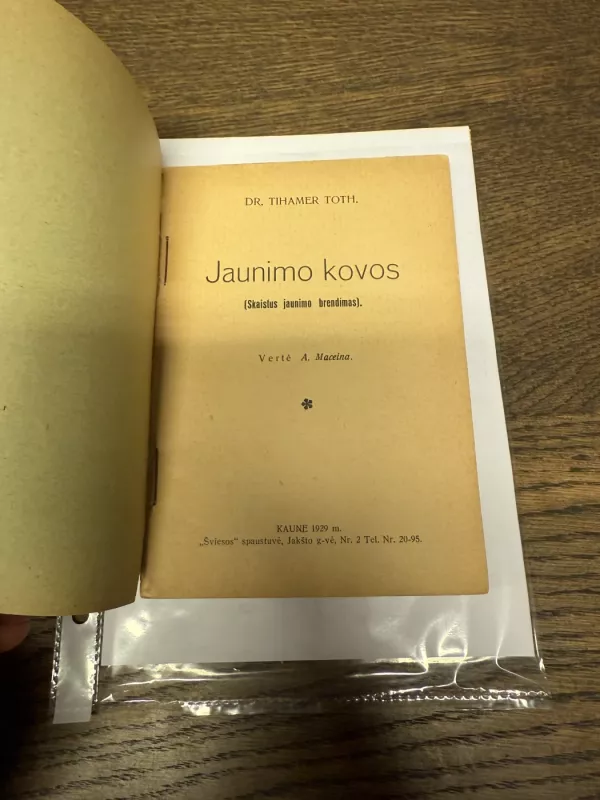 DR. TIHAMER TOTH.
Jaunimo kovos
(Skaistus jaunimo brendimas).
Vertė A. Maceina.
KAUNE 1929 m.
„Šviesos“ spaustuvė, Jakšto g-vė, Nr. 2 Tel. Nr. 20-95.